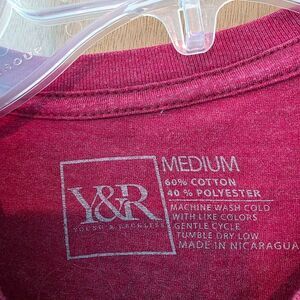 Y&R
YOUNG & RECKLESS
MEDIUM
60% COTTON
40% POLYESTER
MACHINE WASH COLD
WITH LIKE COLORS
GENTLE CYCLE
TUMBLE DRY LOW
MADE IN NICARAGUA